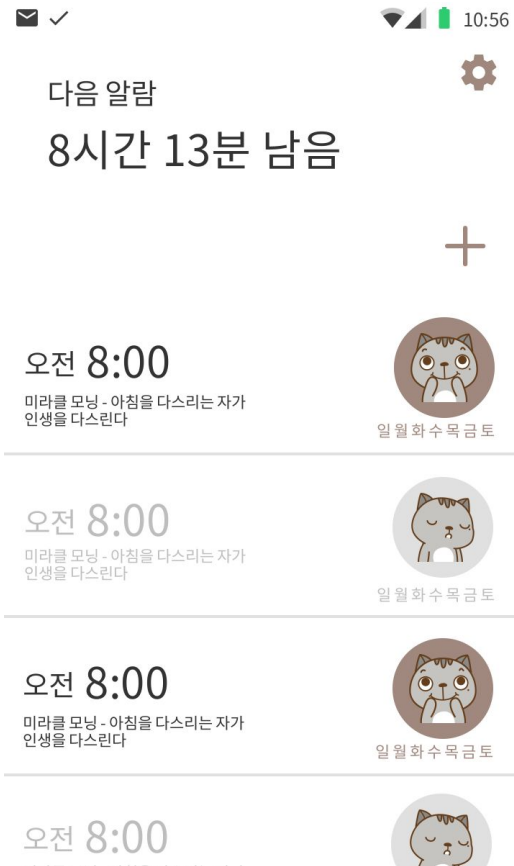 10:56
다음 알람
8시간 13분 남음
오전 8:00
미라클 모닝 - 아침을 다스리는 자가
인생을 다스린다
일월화수목금토
오전 8:00
미라클 모닝 - 아침을 다스리는 자가
인생을 다스린다
일월화수목금토
오전 8:00
미라클 모닝 - 아침을 다스리는 자가
인생을 다스린다
일월화수목금토
오전 8:00